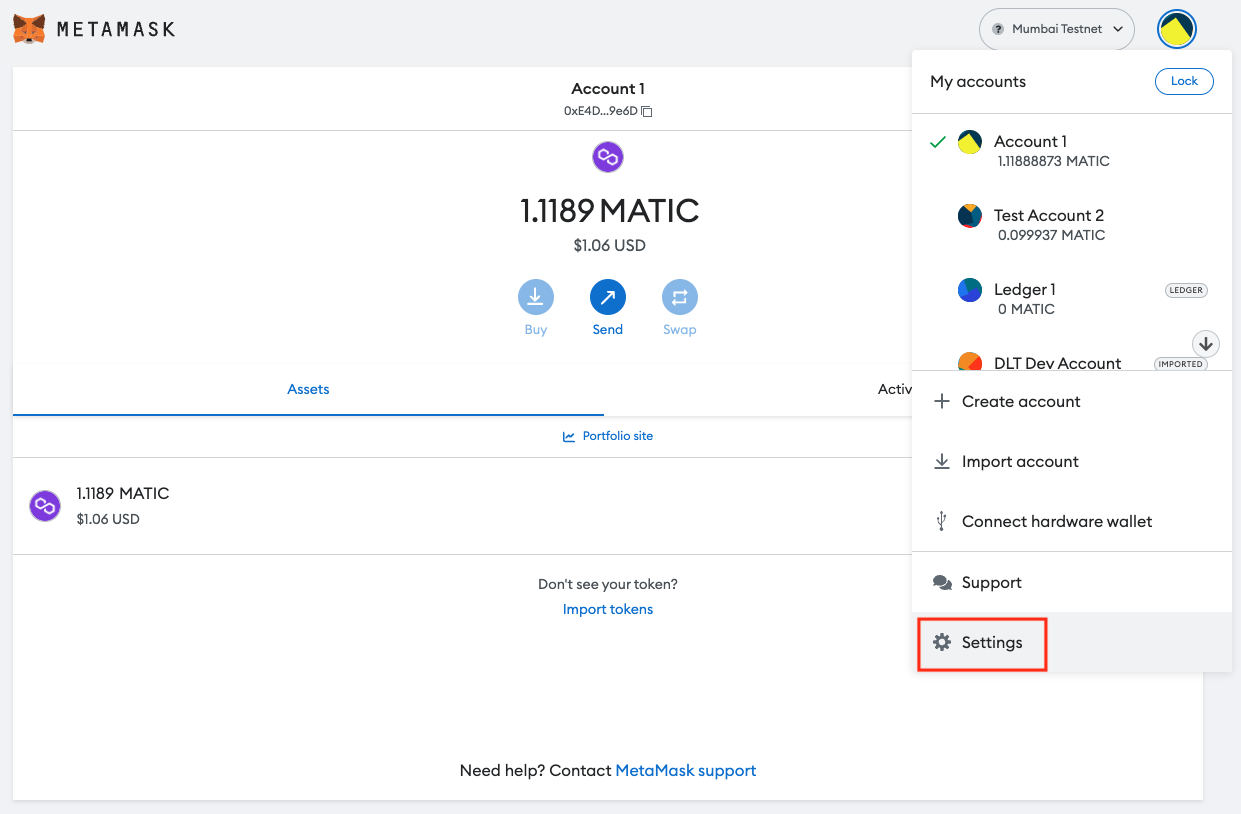 METAMASK
Mumbai Testnet
Account 1
0xE4D...9e6D
1.1189 MATIC
$1.06 USD
Buy
Send
Swap
Assets
Activ
Portfolio site
1.1189 MATIC
$1.06 USD
Don't see your token?
Import tokens
Need help? Contact MetaMask support
My accounts
Lock
Account 1
1.11888873 MATIC
Test Account 2
0.099937 MATIC
Ledger 1
LEDGER
0 MATIC
DLT Dev Account
IMPORTED
Create account
Import account
Connect hardware wallet
Support
Settings